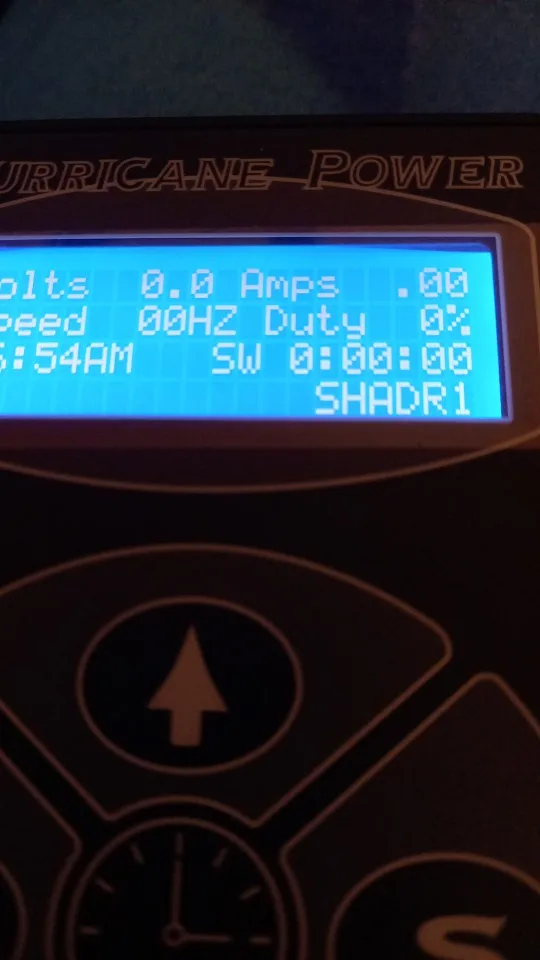 URRICANE POWER
olts 0.0 Amps .00
peed 00HZ Duty 0%
:54AM SW 0:00:00
SHADR1
S